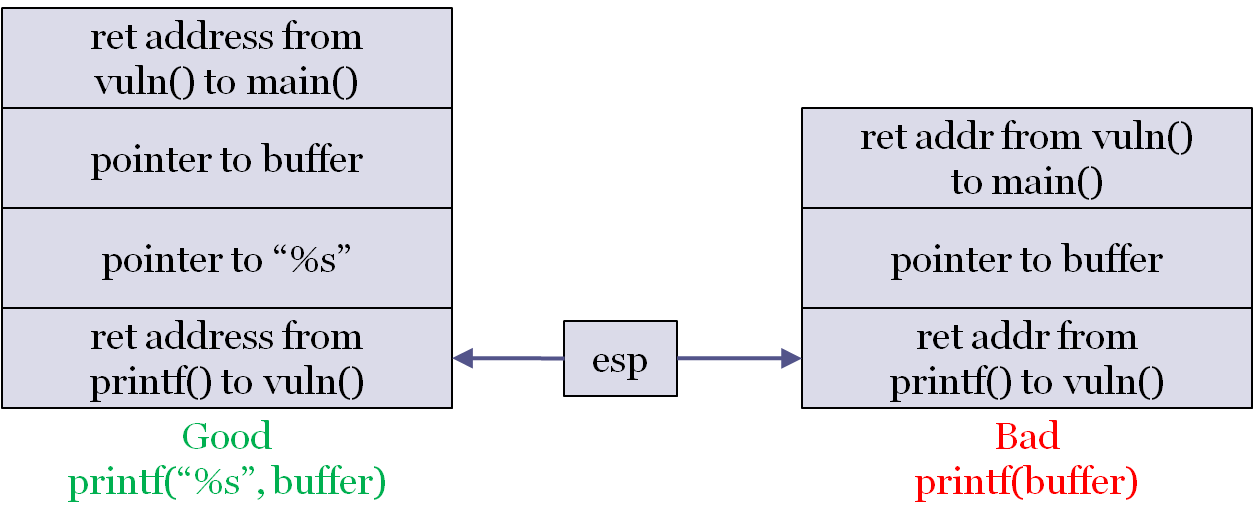 ret address from
vuln() to main()
pointer to buffer
pointer to “%s”
ret address from
printf() to vuln()
Good
printf(“%s”, buffer)
esp
ret addr from vuln()
to main()
pointer to buffer
ret addr from
printf() to vuln()
Bad
printf(buffer)